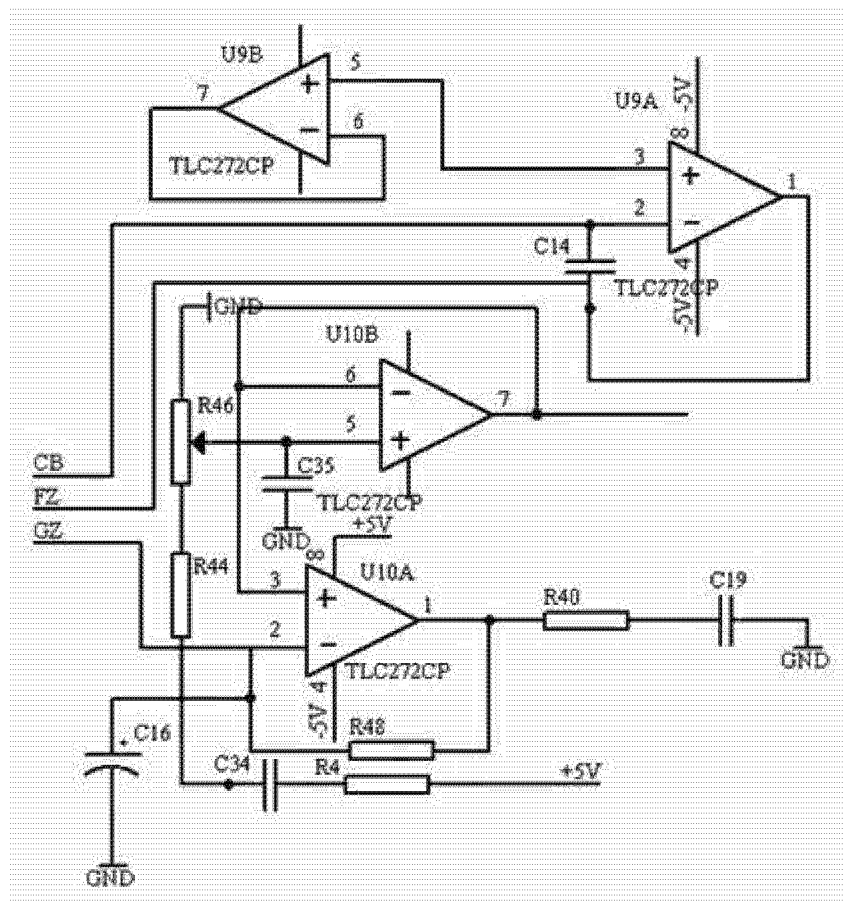 U9B
5
7
6
TLC272CP
U9A
-5V
8
3
1
2
4
C14
TLC272CP
-5V
GND
U10B
6
7
R46
5
CB
C35
FZ
TLC272CP
GND
+5V
GZ
8
R44
U10A
3
1
C19
R40
2
TLC272CP
GND
4
-5V
C16
R48
C34
R4
+5V
GND